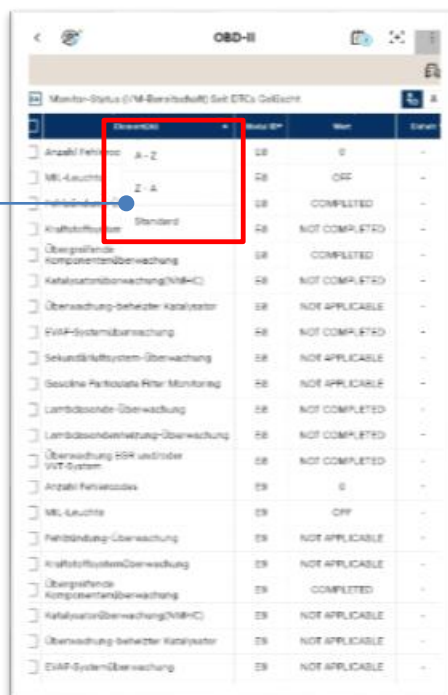 OBD-II
Monitor-Status (I/M-Bereitschaft) Seit DTCs Gelöscht
Element(e) Modul ID Wert Einheit
Anzahl Fehlercodes E8 0 -
A - Z
MIL-Leuchte E8 OFF -
Z - A
E8 COMPLETED -
Standard
E8 NOT COMPLETED -
Übergreifende Komponentenüberwachung E8 COMPLETED -
Katalysatorüberwachung(NMHC) E8 NOT COMPLETED -
Überwachung-beheizter Katalysator E8 NOT APPLICABLE -
EVAP-Systemüberwachung E8 NOT COMPLETED -
Sekundärluftsystem-Überwachung E8 NOT APPLICABLE -
Gasoline Particulate Filter Monitoring E8 NOT APPLICABLE -
Lambdasonde-Überwachung E8 NOT COMPLETED -
Lambdasondenheizung-Überwachung E8 NOT COMPLETED -
Überwachung EGR und/oder VVT-System E8 NOT COMPLETED -
Anzahl Fehlercodes E9 0 -
MIL-Leuchte E9 OFF -
Fehlzündung-Überwachung E9 NOT APPLICABLE -
Kraftstoffsystemüberwachung E9 NOT APPLICABLE -
Übergreifende Komponentenüberwachung E9 COMPLETED -
Katalysatorüberwachung(NMHC) E9 NOT APPLICABLE -
Überwachung-beheizter Katalysator E9 NOT APPLICABLE -
EVAP-Systemüberwachung E9 NOT APPLICABLE -